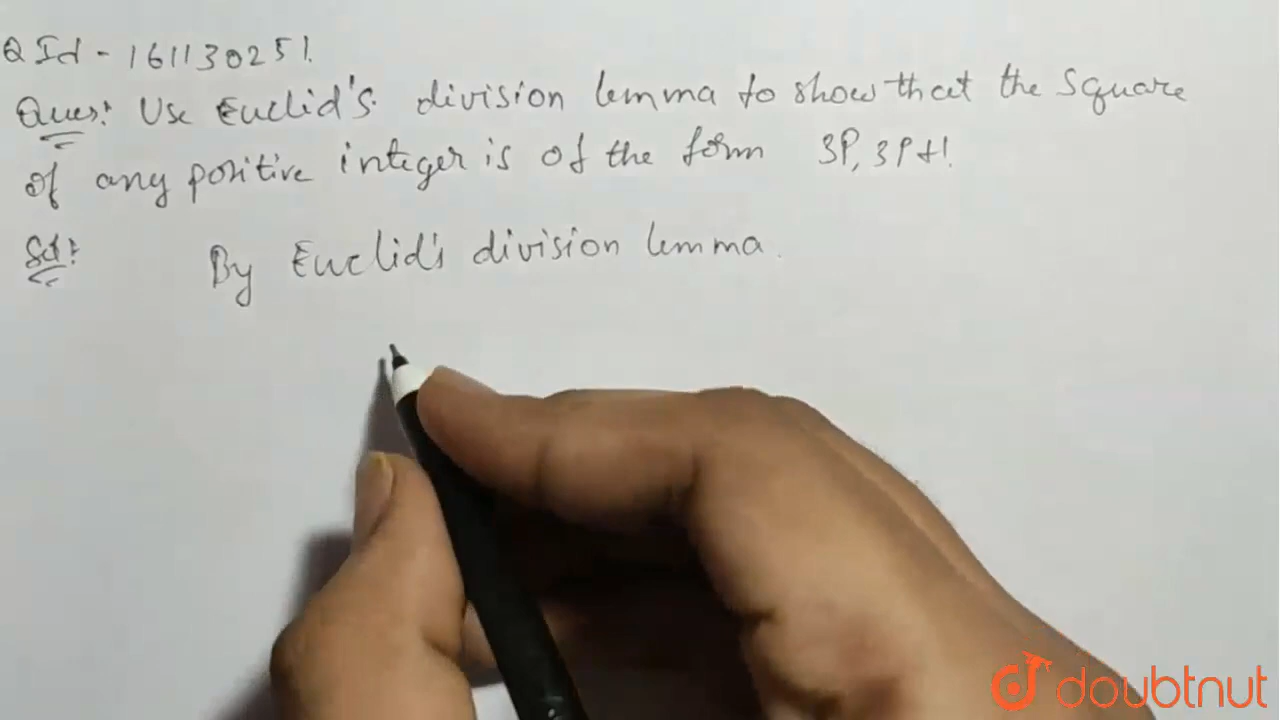 Q Id - 161130251.
Ques: Use Euclid's division lemma to show that the square
of any positive integer is of the form 3P, 3P+1.
Sol: By Euclid's division lemma.
doubtnut